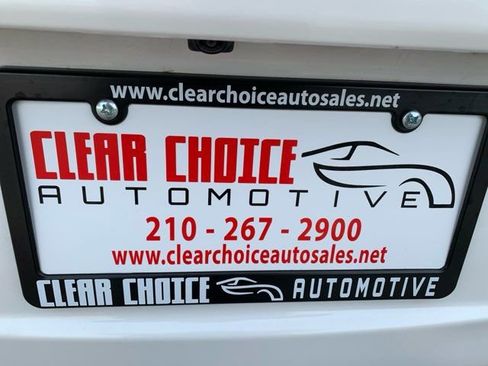 www.clearchoiceautosales.net
CLEAR CHOICE
AUTOMOTIVE
210 - 267 - 2900
www.clearchoiceautosales.net
CLEAR CHOICE AUTOMOTIVE